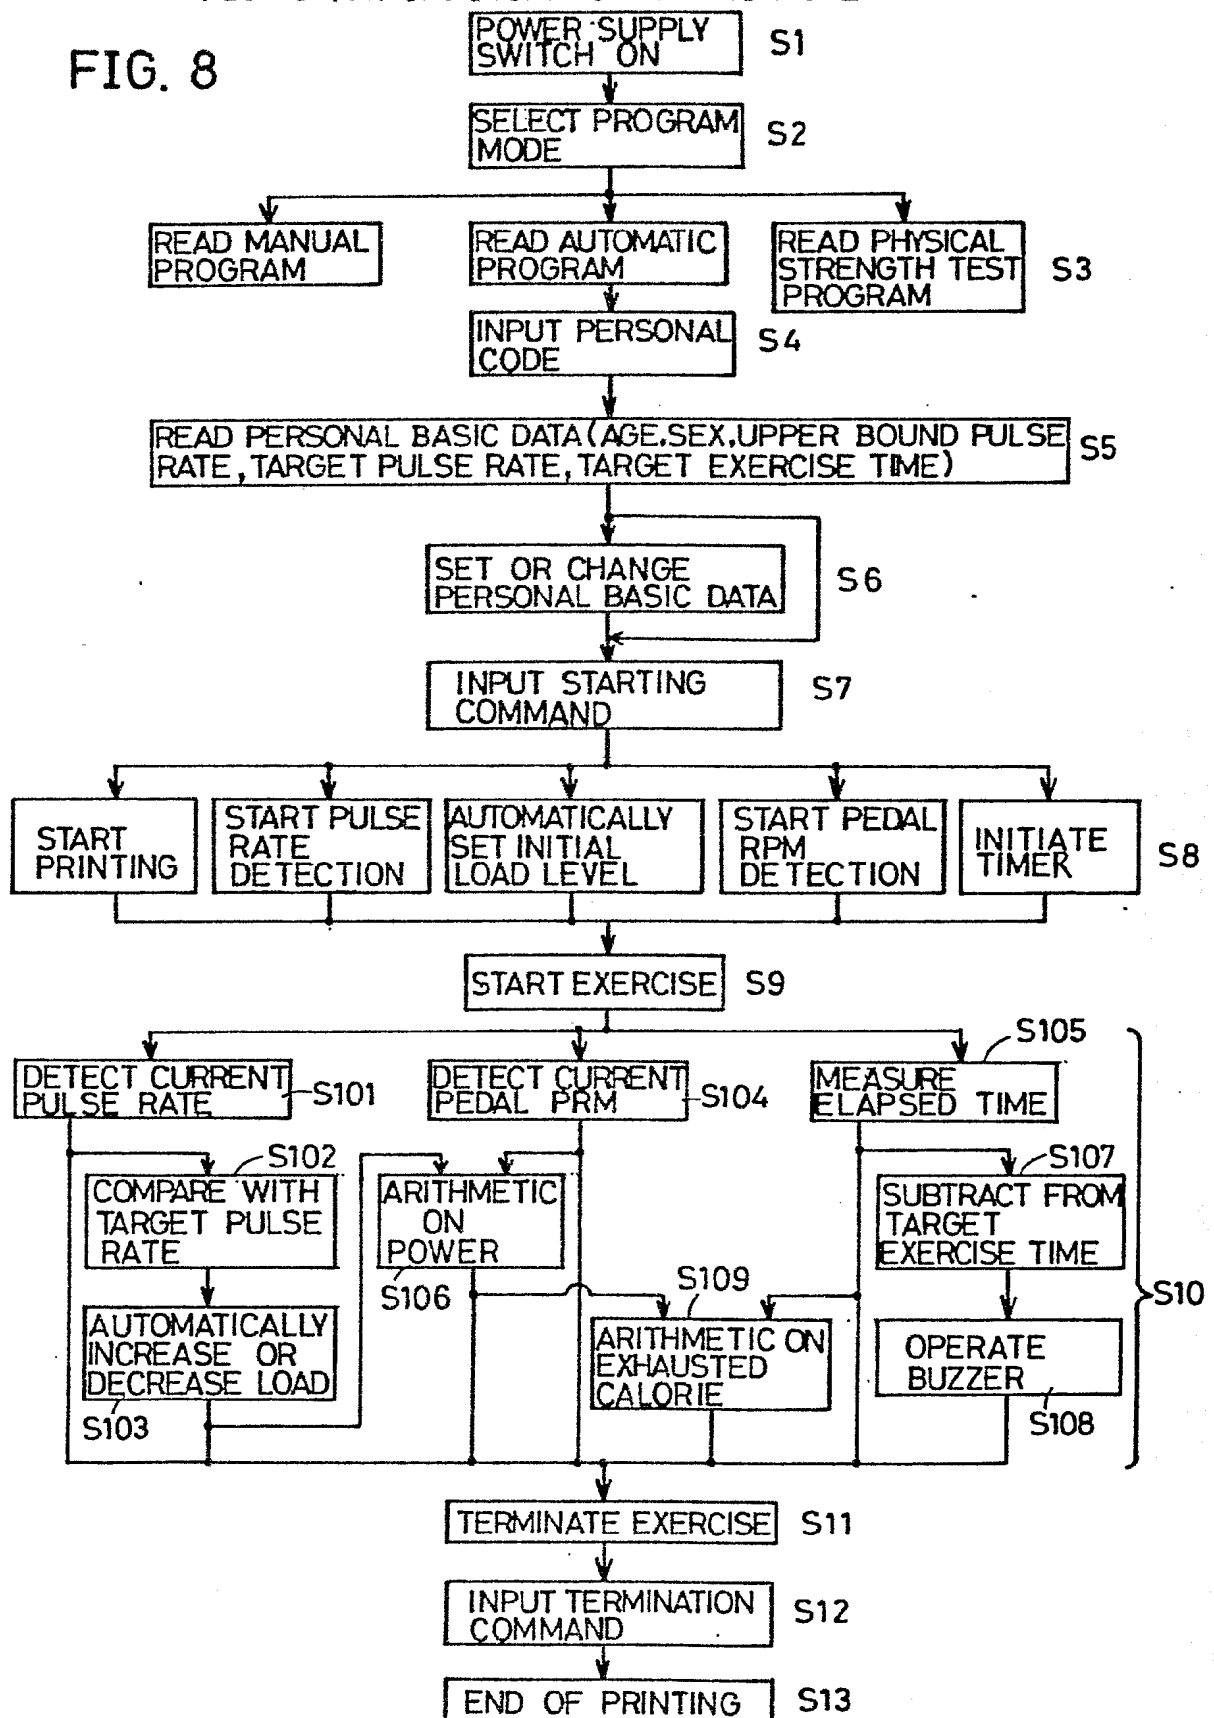 FIG. 8
POWER SUPPLY
SWITCH ON
S1
SELECT PROGRAM
MODE
S2
READ MANUAL
PROGRAM
READ AUTOMATIC
PROGRAM
READ PHYSICAL
STRENGTH TEST
PROGRAM
S3
INPUT PERSONAL
CODE
S4
READ PERSONAL BASIC DATA(AGE.SEX.UPPER BOUND PULSE
RATE,TARGET PULSE RATE,TARGET EXERCISE TIME)
S5
SET OR CHANGE
PERSONAL BASIC DATA
S6
INPUT STARTING
COMMAND
S7
START
PRINTING
START PULSE
RATE
DETECTION
AUTOMATICALLY
SET INITIAL
LOAD LEVEL
START PEDAL
RPM
DETECTION
INITIATE
TIMER
S8
START EXERCISE
S9
DETECT CURRENT
PULSE RATE
S101
DETECT CURRENT
PEDAL PRM
S104
S105
MEASURE
ELAPSED TIME
S102
COMPARE WITH
TARGET PULSE
RATE
ARITHMETIC
ON
POWER
S106
S107
SUBTRACT FROM
TARGET
EXERCISE TIME
S10
AUTOMATICALLY
INCREASE OR
DECREASE LOAD
S103
S109
ARITHMETIC ON
EXHAUSTED
CALORIE
OPERATE
BUZZER
S108
TERMINATE EXERCISE
S11
INPUT TERMINATION
COMMAND
S12
END OF PRINTING
S13